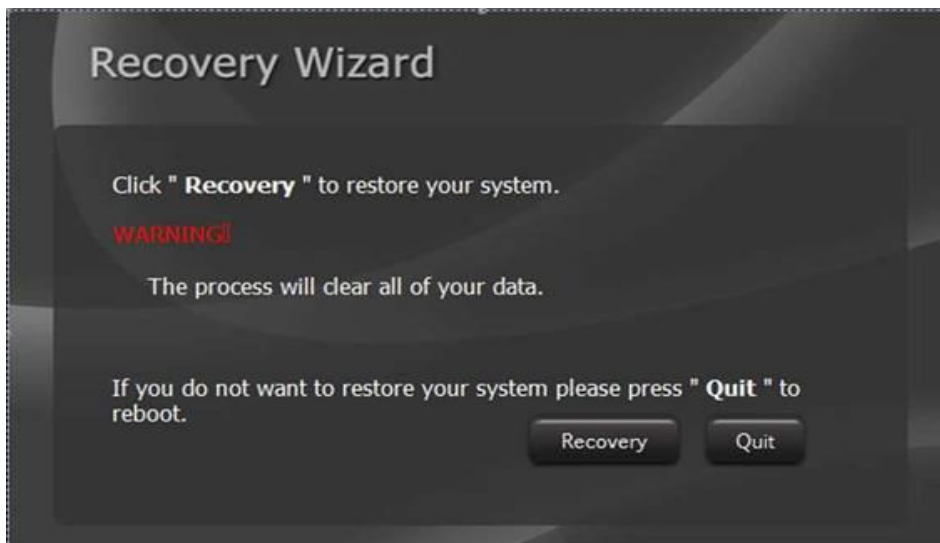 Recovery Wizard
Click " Recovery " to restore your system.
WARNING
The process will clear all of your data.
If you do not want to restore your system please press " Quit " to
reboot.
Recovery
Quit